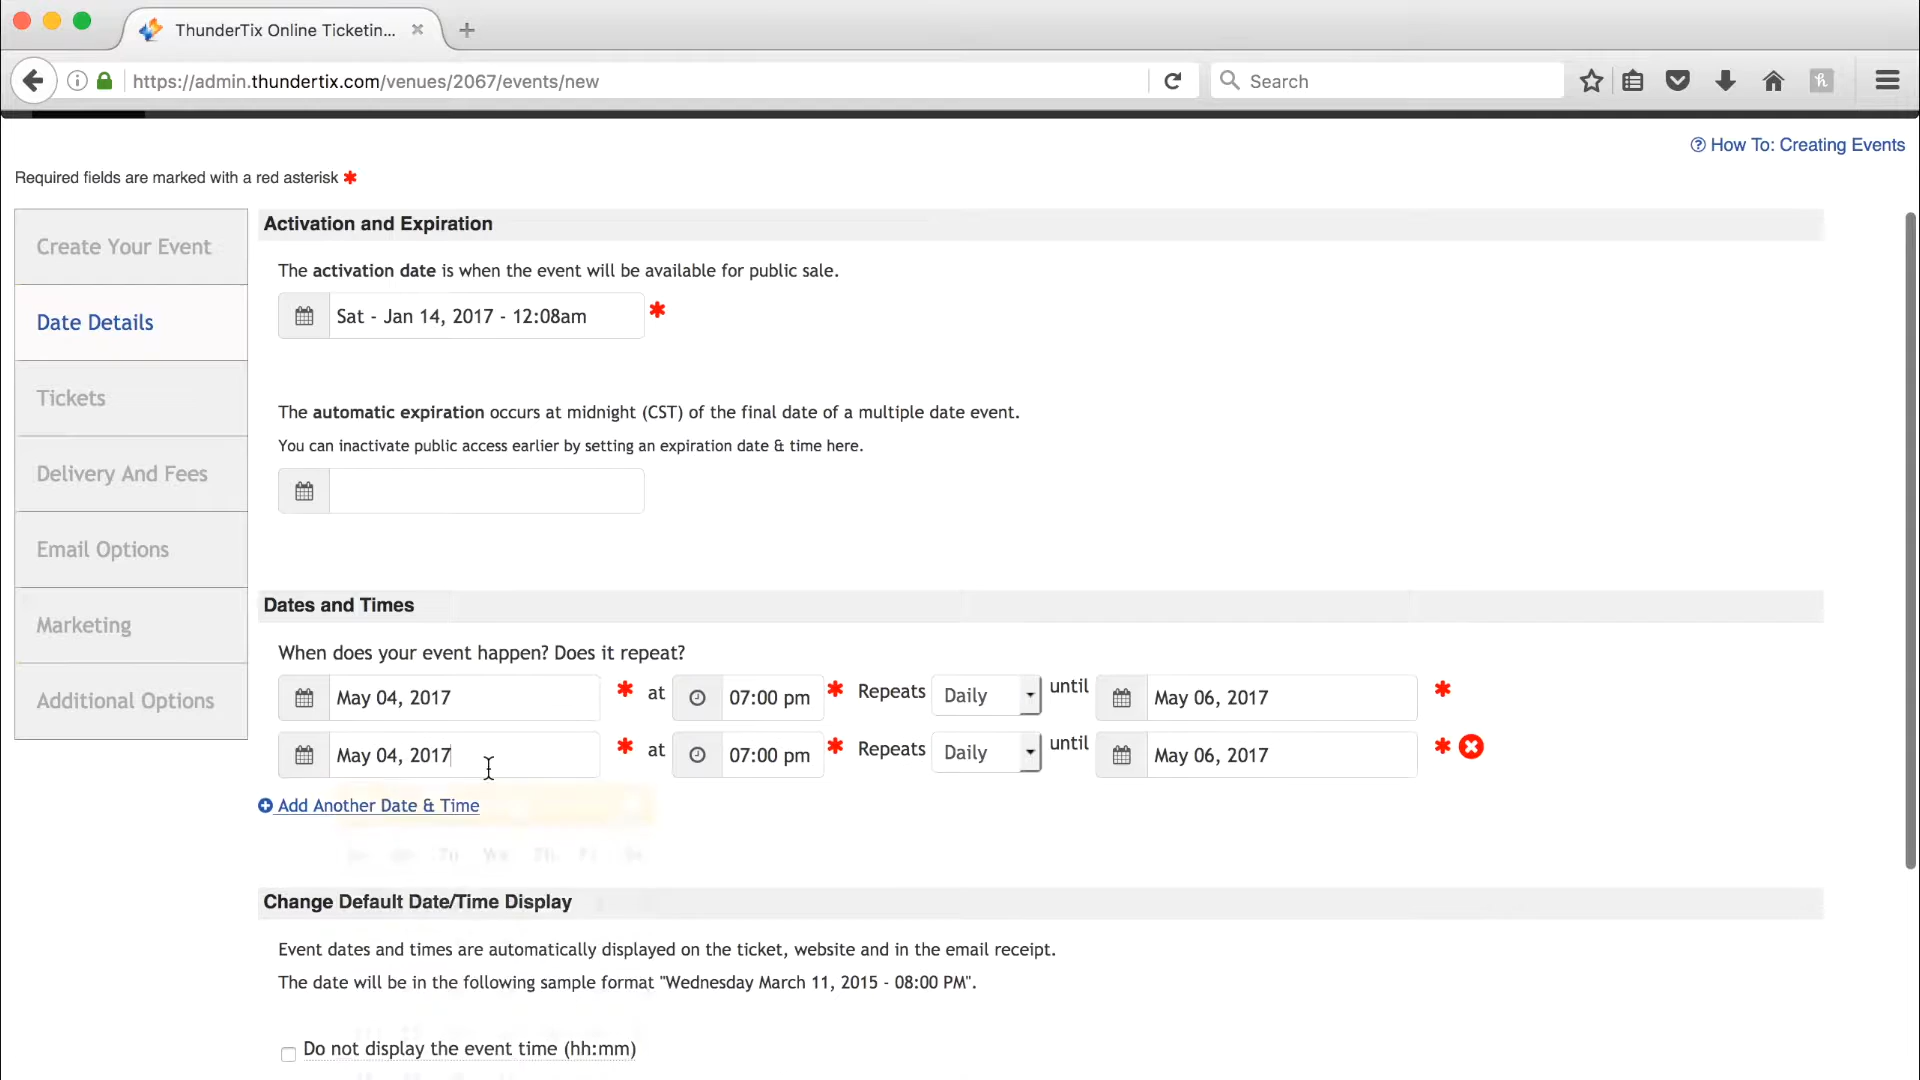 ThunderTix Online Ticketin...
https://admin.thundertix.com/venues/2067/events/new
Search
How To: Creating Events
Required fields are marked with a red asterisk *
Create Your Event
Date Details
Tickets
Delivery And Fees
Email Options
Marketing
Additional Options
Activation and Expiration
The activation date is when the event will be available for public sale.
Sat - Jan 14, 2017 - 12:08am *
The automatic expiration occurs at midnight (CST) of the final date of a multiple date event.
You can inactivate public access earlier by setting an expiration date & time here.
Dates and Times
When does your event happen? Does it repeat?
May 04, 2017 * at 07:00 pm * Repeats Daily until May 06, 2017 *
May 04, 2017 * at 07:00 pm * Repeats Daily until May 06, 2017 *
Add Another Date & Time
Tu We Th Fr Sa
Change Default Date/Time Display
Event dates and times are automatically displayed on the ticket, website and in the email receipt.
The date will be in the following sample format "Wednesday March 11, 2015 - 08:00 PM".
Do not display the event time (hh:mm)